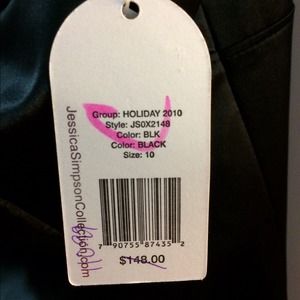 Group: HOLIDAY 2010
Style: JS0X2148
Color: BLK
Color: BLACK
Size: 10
JessicaSimpsonCollection.com
7 90755 87435 2
$148.00